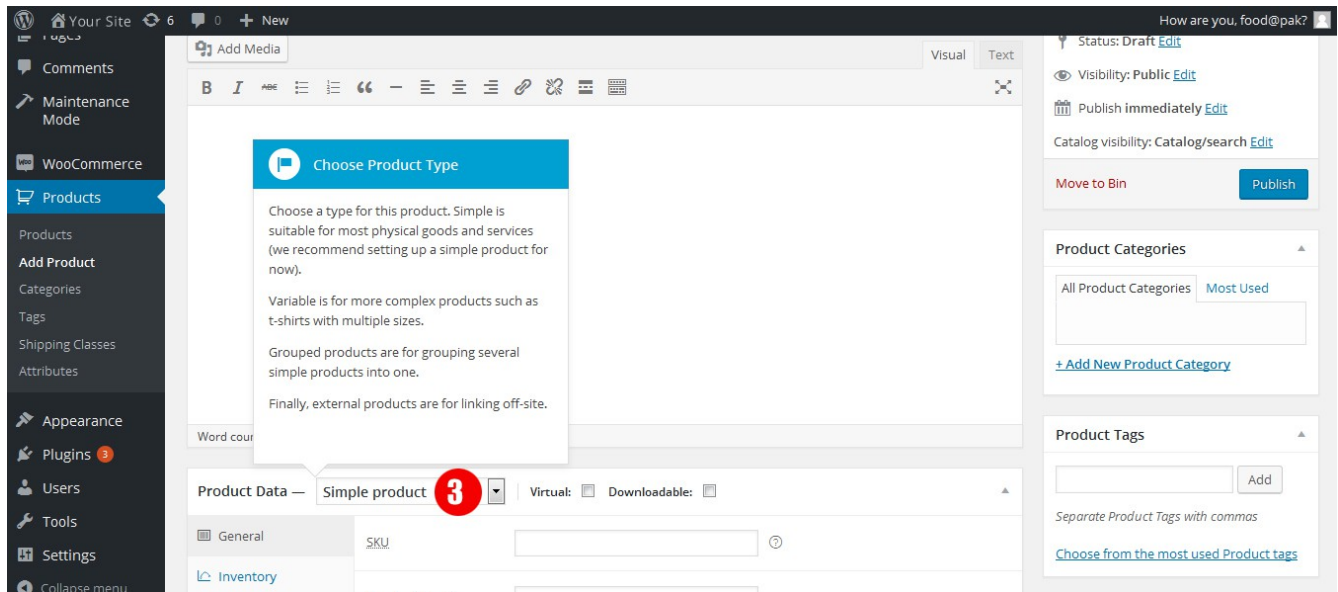 Your Site 6 0 + New How are you, food@pak?
Pages
Comments
Maintenance
Mode
WooCommerce
Products
Products
Add Product
Categories
Tags
Shipping Classes
Attributes
Appearance
Plugins 3
Users
Tools
Settings
Collapse menu
Add Media
Visual Text
B I ABC
Choose Product Type
Choose a type for this product. Simple is
suitable for most physical goods and services
(we recommend setting up a simple product for
now).
Variable is for more complex products such as
t-shirts with multiple sizes.
Grouped products are for grouping several
simple products into one.
Finally, external products are for linking off-site.
Word cour
Product Data — Simple product 3 Virtual: Downloadable:
General
Inventory
SKU
Status: Draft Edit
Visibility: Public Edit
Publish immediately Edit
Catalog visibility: Catalog/search Edit
Move to Bin Publish
Product Categories
All Product Categories Most Used
+ Add New Product Category
Product Tags
Add
Separate Product Tags with commas
Choose from the most used Product tags